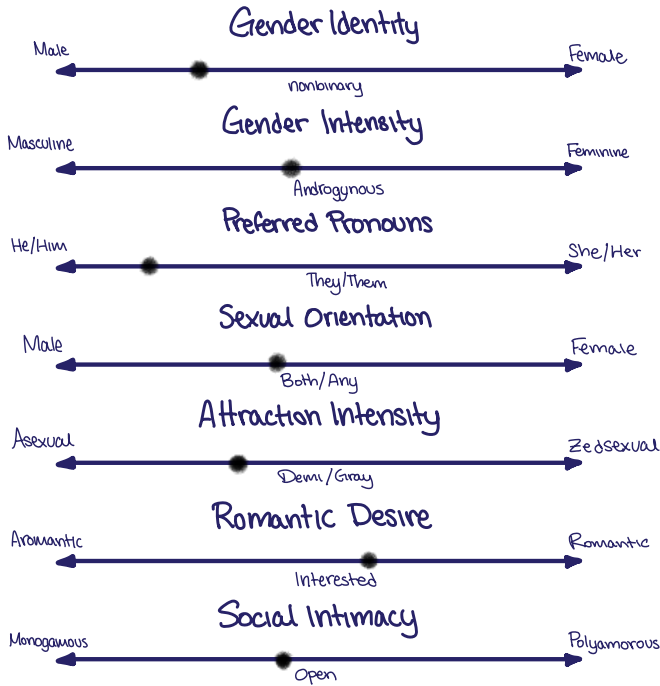 Gender Identity
Male Female
nonbinary
Gender Intensity
Masculine Feminine
Androgynous
Preferred Pronouns
He/Him She/Her
They/Them
Sexual Orientation
Male Female
Both/Any
Attraction Intensity
Asexual Zedsexual
Demi/Gray
Romantic Desire
Aromantic Romantic
Interested
Social Intimacy
Monogamous Polyamorous
Open